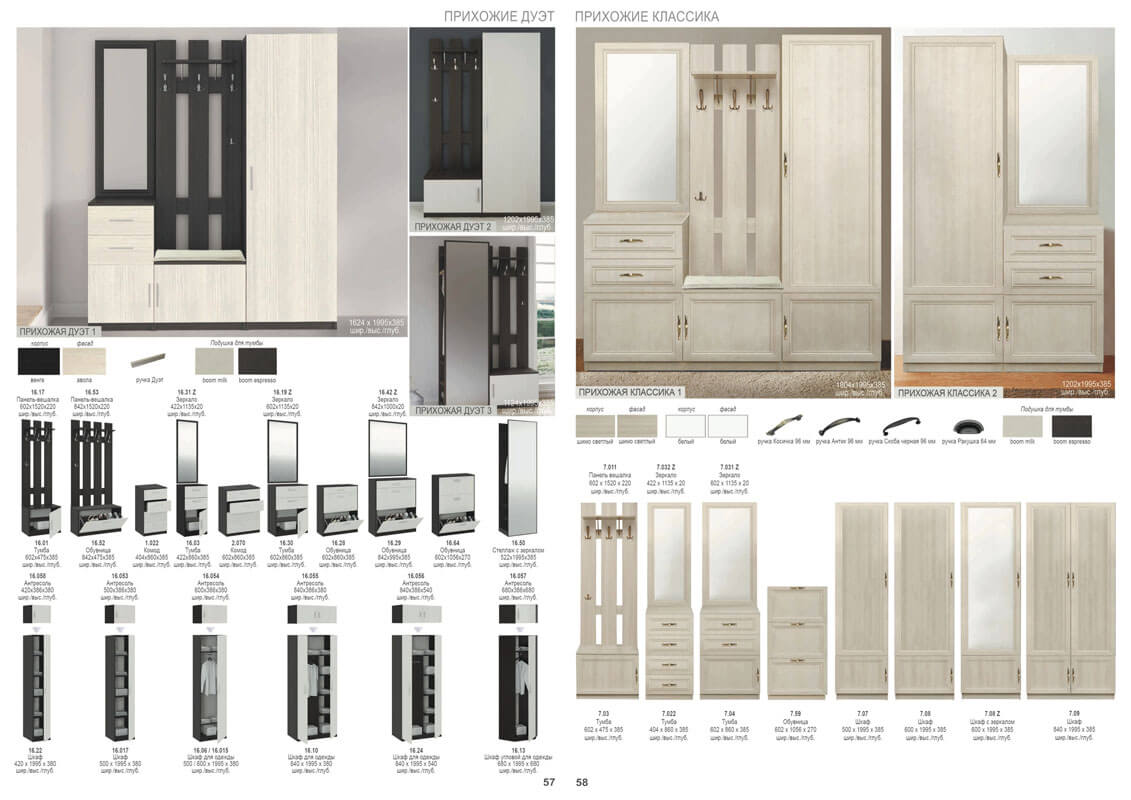 ПРИХОЖИЕ ДУЭТ
ПРИХОЖАЯ ДУЭТ 1
1624 x 1995x385
шир./выс./глуб.
1202x1995x385
шир./выс./глуб.
ПРИХОЖАЯ ДУЭТ 2
ПРИХОЖАЯ ДУЭТ 3
1124x1995x385
шир./выс./глуб.
корпус
фасад
Подушка для тумбы
венге
авола
ручка Дуэт
boom milk
boom espresso
16.17
Панель-вешалка
602x1520x220
шир./выс./глуб.
16.53
Панель-вешалка
842x1520x220
шир./выс./глуб.
16.31 Z
Зеркало
422x1135x20
шир./выс./глуб.
16.19 Z
Зеркало
602x1135x20
шир./выс./глуб.
16.42 Z
Зеркало
842x1000x20
шир./выс./глуб.
16.01
Тумба
602x475x385
шир./выс./глуб.
16.52
Обувница
842x475x385
шир./выс./глуб.
1.022
Комод
404x860x385
шир./выс./глуб.
16.03
Тумба
422x860x385
шир./выс./глуб.
2.070
Комод
602x860x385
шир./выс./глуб.
16.30
Тумба
602x860x385
шир./выс./глуб.
16.28
Обувница
602x860x385
шир./выс./глуб.
16.29
Обувница
842x995x385
шир./выс./глуб.
16.64
Обувница
602x1056x270
шир./выс./глуб.
16.50
Стеллаж с зеркалом
522x1995x385
шир./выс./глуб.
16.058
Антресоль
420x386x380
шир./выс./глуб.
16.053
Антресоль
500x386x380
шир./выс./глуб.
16.054
Антресоль
600x386x380
шир./выс./глуб.
16.055
Антресоль
840x386x380
шир./выс./глуб.
16.056
Антресоль
840x386x540
шир./выс./глуб.
16.057
Антресоль
680x386x680
шир./выс./глуб.
16.22
Шкаф
420 x 1995 x 380
шир./выс./глуб.
16.017
Шкаф
500 x 1995 x 380
шир./выс./глуб.
16.06 / 16.015
Шкаф для одежды
500 / 600 x 1995 x 380
шир./выс./глуб.
16.10
Шкаф для одежды
840 x 1995 x 380
шир./выс./глуб.
16.24
Шкаф для одежды
840 x 1995 x 540
шир./выс./глуб.
16.13
Шкаф угловой для одежды
680 x 1995 x 680
шир./выс./глуб.
57
ПРИХОЖИЕ КЛАССИКА
ПРИХОЖАЯ КЛАССИКА 1
1804x1995x385
шир./выс./глуб.
ПРИХОЖАЯ КЛАССИКА 2
1202x1995x385
шир./выс./глуб.
корпус
фасад
корпус
фасад
Подушка для тумбы
шимо светлый
шимо светлый
белый
белый
ручка Косичка 96 мм
ручка Антик 96 мм
ручка Скоба черная 96 мм
ручка Ракушка 64 мм
boom milk
boom espresso
7.011
Панель вешалка
602 x 1520 x 220
шир./выс./глуб.
7.032 Z
Зеркало
422 x 1135 x 20
шир./выс./глуб.
7.031 Z
Зеркало
602 x 1135 x 20
шир./выс./глуб.
7.03
Тумба
602 x 475 x 385
шир./выс./глуб.
7.022
Тумба
404 x 860 x 385
шир./выс./глуб.
7.04
Тумба
602 x 860 x 385
шир./выс./глуб.
7.59
Обувница
602 x 1056 x 270
шир./выс./глуб.
7.07
Шкаф
500 x 1995 x 385
шир./выс./глуб.
7.08
Шкаф
600 x 1995 x 385
шир./выс./глуб.
7.08 Z
Шкаф с зеркалом
600 x 1995 x 385
шир./выс./глуб.
7.09
Шкаф
840 x 1995 x 385
шир./выс./глуб.
58